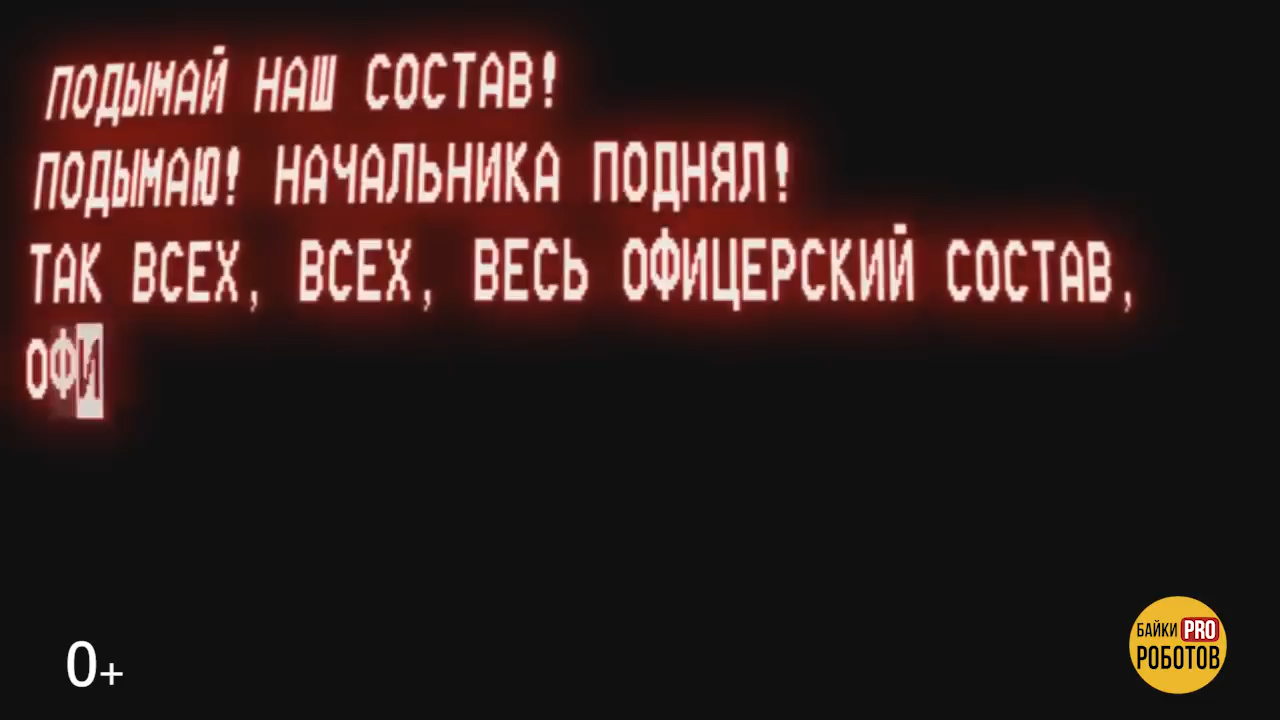 ПОДЫМАЙ НАШ СОСТАВ!
ПОДЫМАЮ! НАЧАЛЬНИКА ПОДНЯЛ!
ТАК ВСЕХ, ВСЕХ, ВЕСЬ ОФИЦЕРСКИЙ СОСТАВ,
ОФИ
0+
БАЙКИ PRO
РОБОТОВ